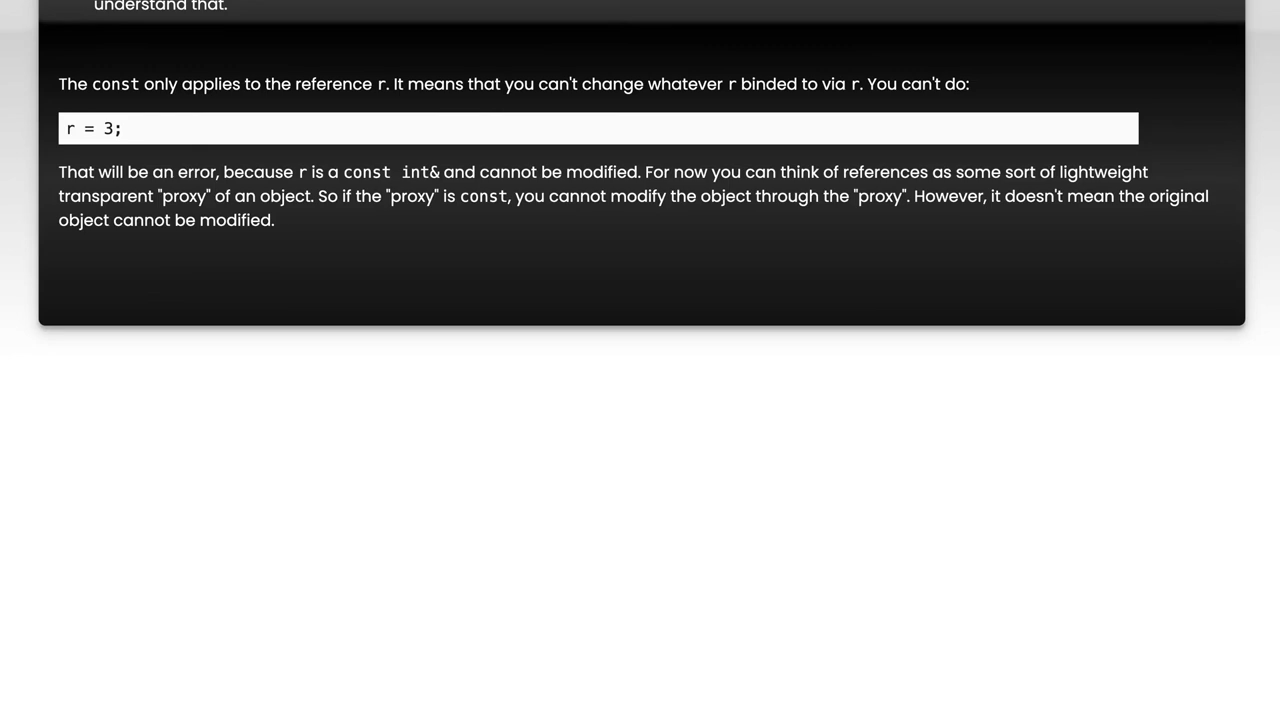 understand that.
The const only applies to the reference r. It means that you can't change whatever r binded to via r. You can't do:
r = 3;
That will be an error, because r is a const int& and cannot be modified. For now you can think of references as some sort of lightweight
transparent "proxy" of an object. So if the "proxy" is const, you cannot modify the object through the "proxy". However, it doesn't mean the original
object cannot be modified.